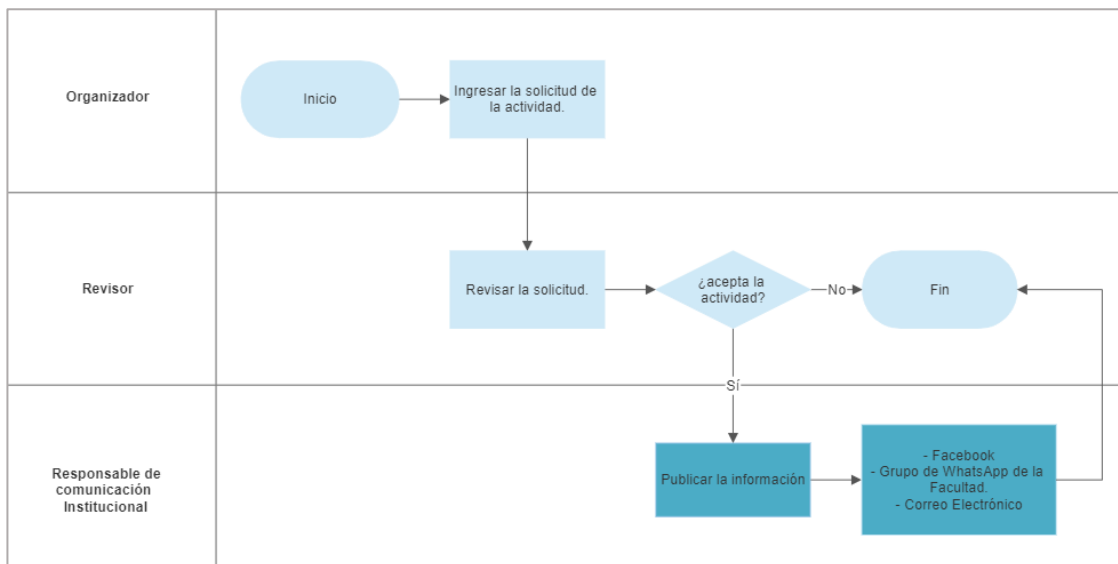 Organizador
Inicio
Ingresar la solicitud de
la actividad.
Revisor
Revisar la solicitud.
¿acepta la
actividad?
No
Fin
Sí
Responsable de
comunicación
Institucional
Publicar la información
- Facebook
- Grupo de WhatsApp de la
Facultad.
- Correo Electrónico